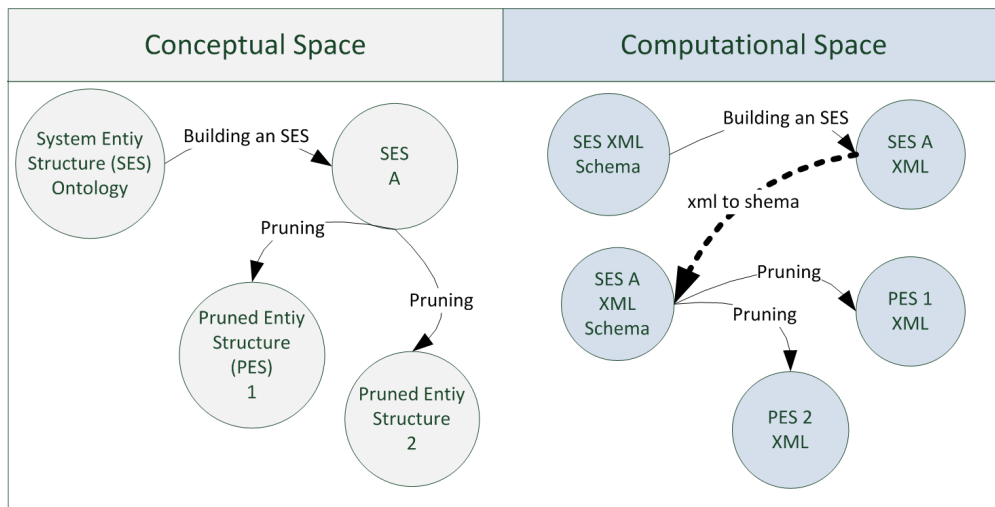 Conceptual Space
Computational Space
System Entiy
Structure (SES)
Ontology
Building an SES
SES
A
Pruning
Pruning
Pruned Entiy
Structure
(PES)
1
Pruned Entiy
Structure
2
SES XML
Schema
Building an SES
SES A
XML
xml to shema
SES A
XML
Schema
Pruning
Pruning
PES 1
XML
PES 2
XML